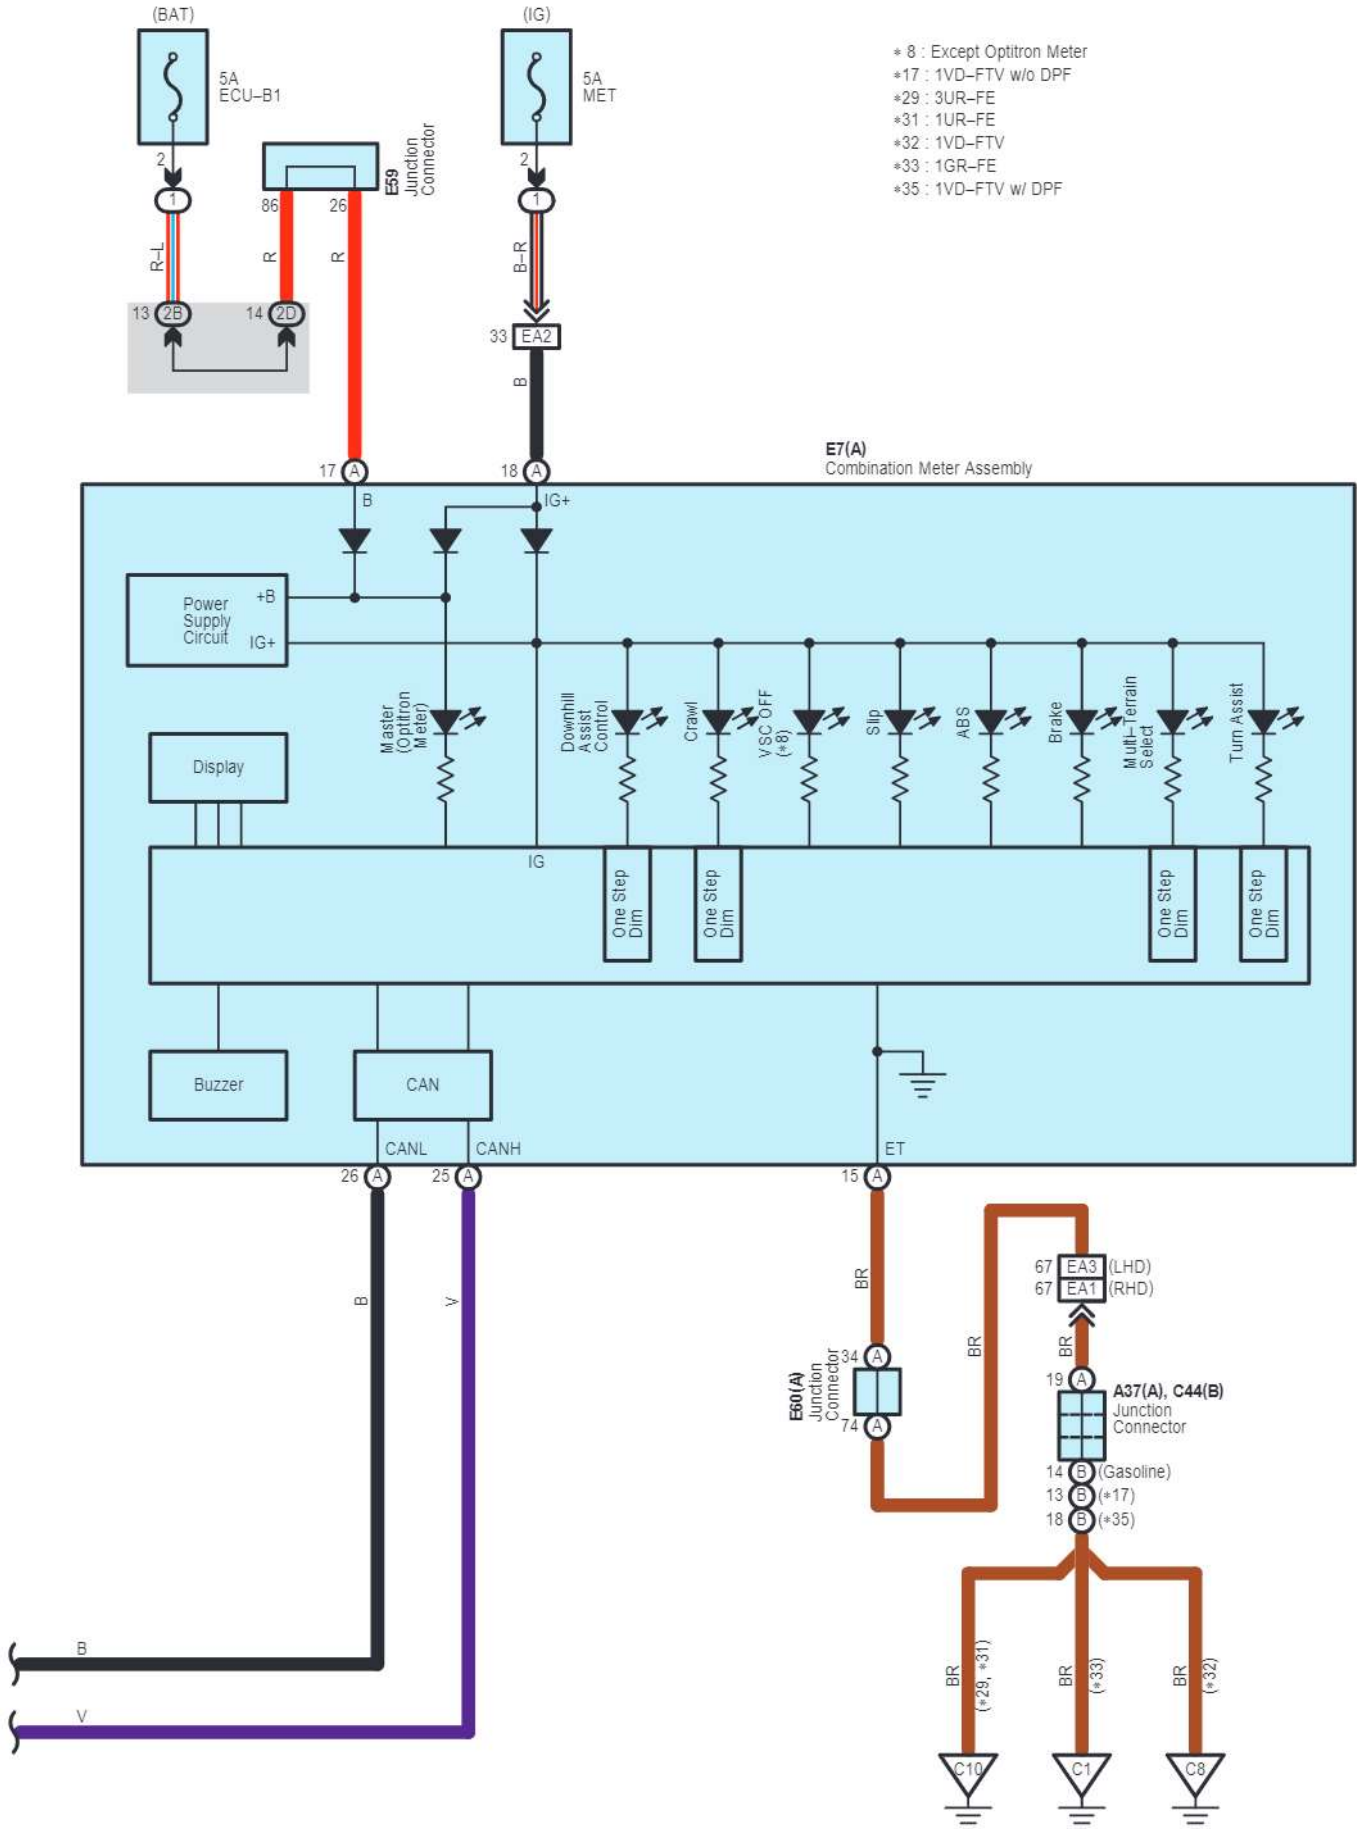 (BAT)
(IG)
5A
ECU–B1
5A
MET
∗ 8 : Except Optitron Meter
∗17 : 1VD–FTV w/o DPF
∗29 : 3UR–FE
∗31 : 1UR–FE
∗32 : 1VD–FTV
∗33 : 1GR–FE
∗35 : 1VD–FTV w/ DPF
E59
Junction
Connector
2
2
1
86
26
1
R–L
R
R
B–R
13
2B
14
2D
33
EA2
B
E7(A)
Combination Meter Assembly
17
A
18
A
B
IG+
Power
Supply
Circuit
+B
IG+
Master
(Optitron
Meter)
Downhill
Assist
Control
Crawl
VSC OFF
(∗8)
Slip
ABS
Brake
Multi–Terrain
Select
Turn Assist
Display
IG
One Step
Dim
One Step
Dim
One Step
Dim
One Step
Dim
Buzzer
CAN
CANL
CANH
ET
26
A
25
A
15
A
B
V
BR
BR
67
EA3
(LHD)
67
EA1
(RHD)
BR
E60(A)
Junction
Connector
34
A
74
A
19
A
A37(A), C44(B)
Junction
Connector
14
B
(Gasoline)
13
B
(∗17)
18
B
(∗35)
B
V
BR
(∗29, ∗31)
BR
(∗33)
BR
(∗32)
C10
C1
C8